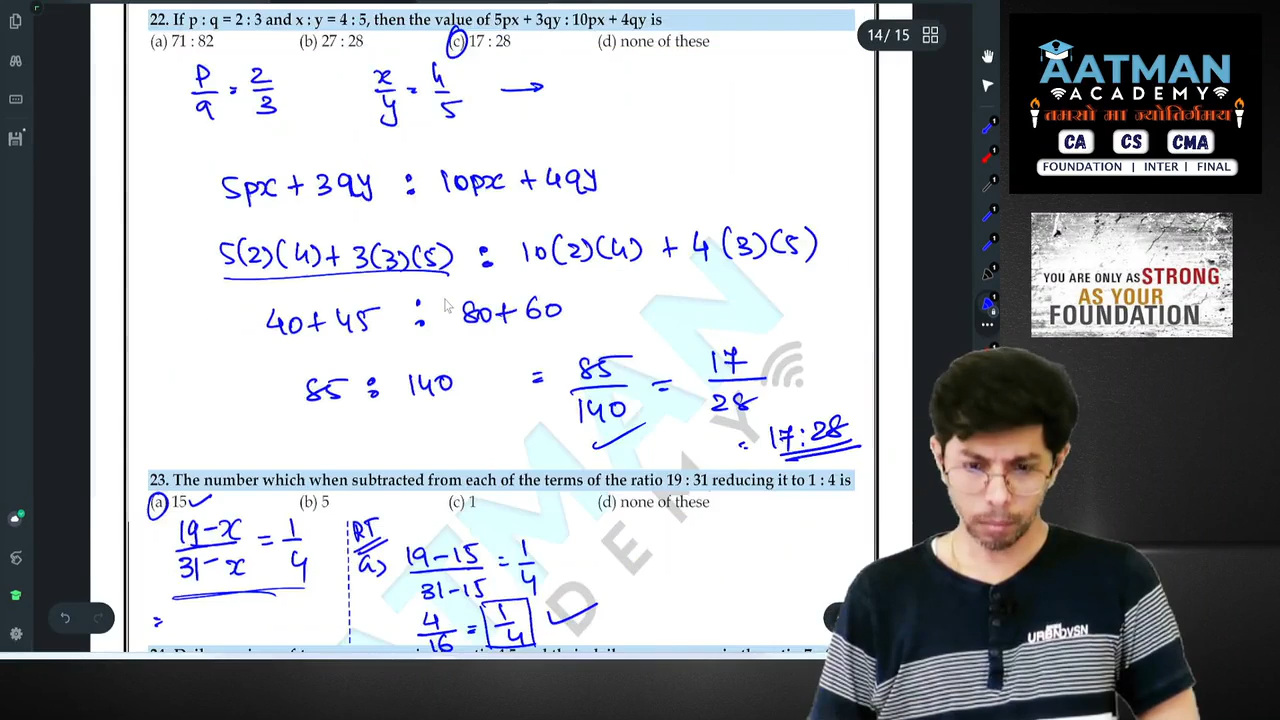 22. If p : q = 2 : 3 and x : y = 4 : 5, then the value of 5px + 3qy : 10px + 4qy is
(a) 71 : 82 (b) 27 : 28 (c) 17 : 28 (d) none of these
p/q = 2/3 x/y = 4/5 →
5px + 3qy : 10px + 4qy
5(2)(4) + 3(3)(5) : 10(2)(4) + 4(3)(5)
40 + 45 : 80 + 60
85 : 140 = 85/140 = 17/28
= 17:28
23. The number which when subtracted from each of the terms of the ratio 19 : 31 reducing it to 1 : 4 is
(a) 15 ✓ (b) 5 (c) 1 (d) none of these
19-x/31-x = 1/4
=
RT
a) 19-15/31-15 = 1/4
4/16 = 1/4 ✓
14 / 15
AATMAN
ACADEMY
तमसो मा ज्योतिर्गमय
CA CS CMA
FOUNDATION | INTER | FINAL
YOU ARE ONLY AS STRONG
AS YOUR
FOUNDATION